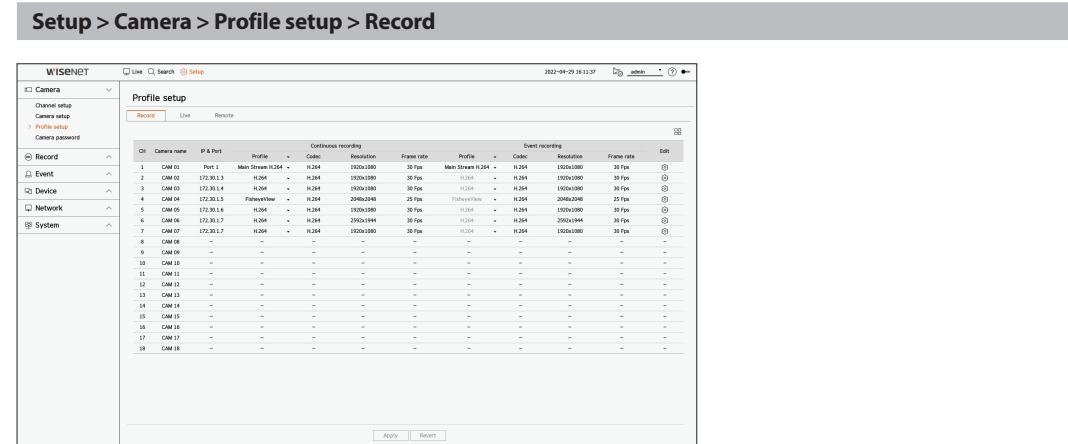 Setup > Camera > Profile setup > Record
WISENET Live Search Setup 2022-04-29 16:11:37 admin ?
Camera
Channel setup
Camera setup
> Profile setup
Camera password
Record
Event
Device
Network
System
Profile setup
Record Live Remote
CH Camera name IP & Port Continuous recording Event recording Edit
Profile Codec Resolution Frame rate Profile Codec Resolution Frame rate
1 CAM 01 Port 1 Main Stream H.264 H.264 1920x1080 30 Fps Main Stream H.264 H.264 1920x1080 30 Fps
2 CAM 02 172.30.1.3 H.264 H.264 1920x1080 30 Fps H.264 H.264 1920x1080 30 Fps
3 CAM 03 172.30.1.4 H.264 H.264 1920x1080 30 Fps H.264 H.264 1920x1080 30 Fps
4 CAM 04 172.30.1.5 FisheyeView H.264 2048x2048 25 Fps FisheyeView H.264 2048x2048 25 Fps
5 CAM 05 172.30.1.6 H.264 H.264 1920x1080 30 Fps H.264 H.264 1920x1080 30 Fps
6 CAM 06 172.30.1.7 H.264 H.264 2592x1944 30 Fps H.264 H.264 2592x1944 30 Fps
7 CAM 07 172.30.1.7 H.264 H.264 1920x1080 30 Fps H.264 H.264 1920x1080 30 Fps
8 CAM 08 – – – – – – – – – –
9 CAM 09 – – – – – – – – – –
10 CAM 10 – – – – – – – – – –
11 CAM 11 – – – – – – – – – –
12 CAM 12 – – – – – – – – – –
13 CAM 13 – – – – – – – – – –
14 CAM 14 – – – – – – – – – –
15 CAM 15 – – – – – – – – – –
16 CAM 16 – – – – – – – – – –
17 CAM 17 – – – – – – – – – –
18 CAM 18 – – – – – – – – – –
Apply Revert